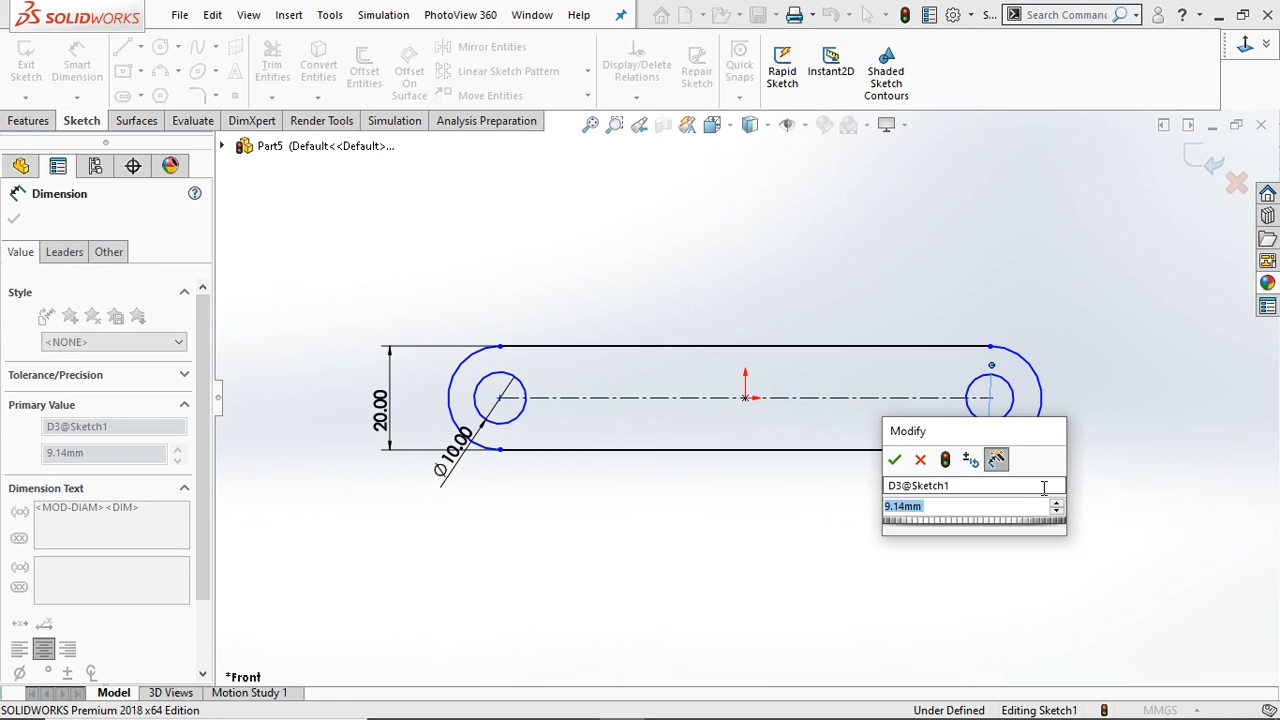 SOLIDWORKS File Edit View Insert Tools Simulation PhotoView 360 Window Help S... Search Command ?
Exit Sketch
Smart Dimension
Trim Entities
Convert Entities
Offset Entities
Offset On Surface
Mirror Entities
Linear Sketch Pattern
Move Entities
Display/Delete Relations
Repair Sketch
Quick Snaps
Rapid Sketch
Instant2D
Shaded Sketch Contours
Features Sketch Surfaces Evaluate DimXpert Render Tools Simulation Analysis Preparation
Part5 (Default<<Default>...
Dimension
Value Leaders Other
Style
<NONE>
Tolerance/Precision
Primary Value
D3@Sketch1
9.14mm
Dimension Text
<MOD-DIAM> <DIM>
20.00
Ø10.00
Modify
D3@Sketch1
9.14mm
*Front
Model 3D Views Motion Study 1
SOLIDWORKS Premium 2018 x64 Edition Under Defined Editing Sketch1 MMGS